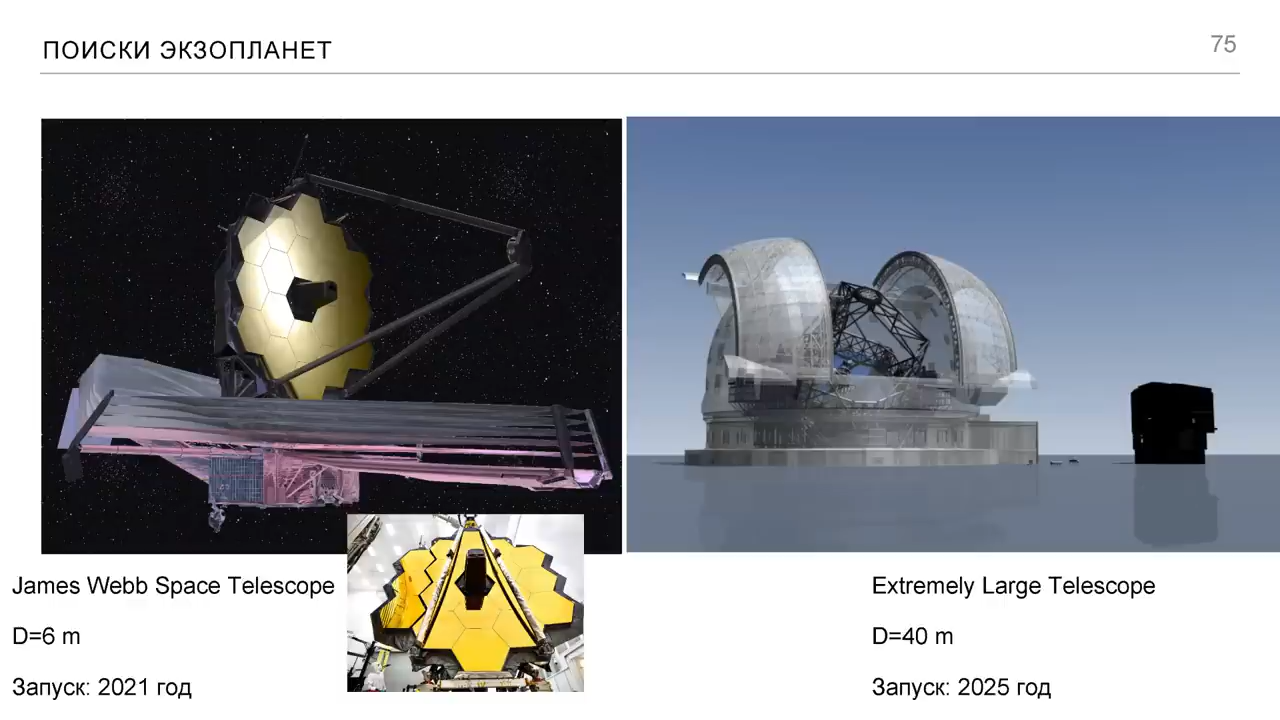 ПОИСКИ ЭКЗОПЛАНЕТ
75
James Webb Space Telescope
D=6 m
Запуск: 2021 год
Extremely Large Telescope
D=40 m
Запуск: 2025 год